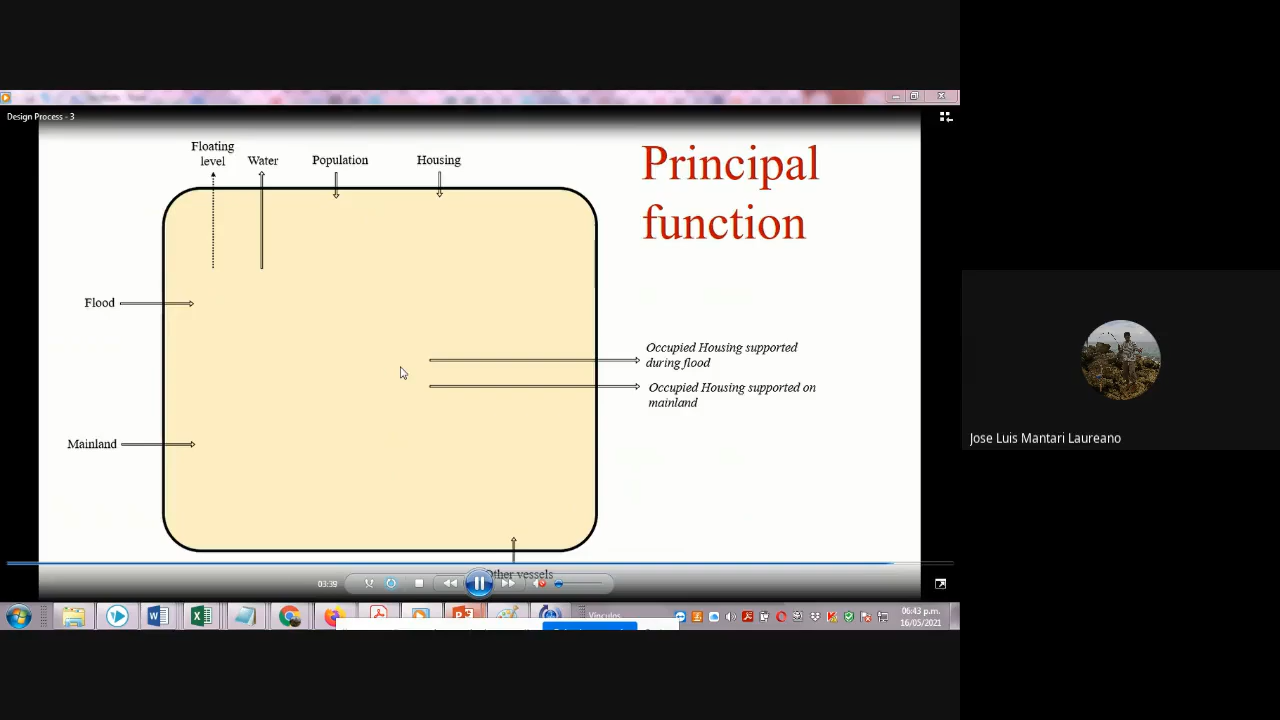 Design Process - 3
Floating
level
Water
Population
Housing
Principal
function
Flood
Occupied Housing supported
during flood
Occupied Housing supported on
mainland
Mainland
Other vessels
03:39
Vínculos
06:43 p.m.
16/05/2021
Jose Luis Mantari Laureano